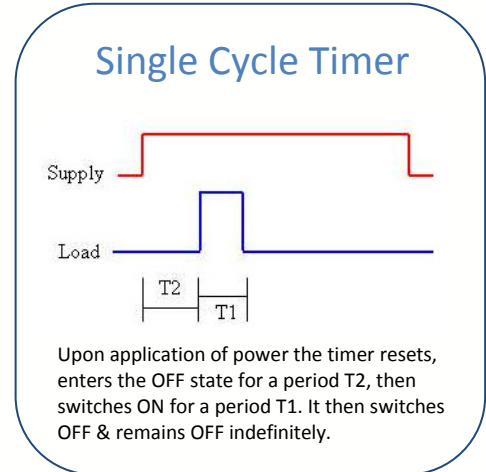 Single Cycle Timer
Supply
Load
T2
T1
Upon application of power the timer resets,
enters the OFF state for a period T2, then
switches ON for a period T1. It then switches
OFF & remains OFF indefinitely.